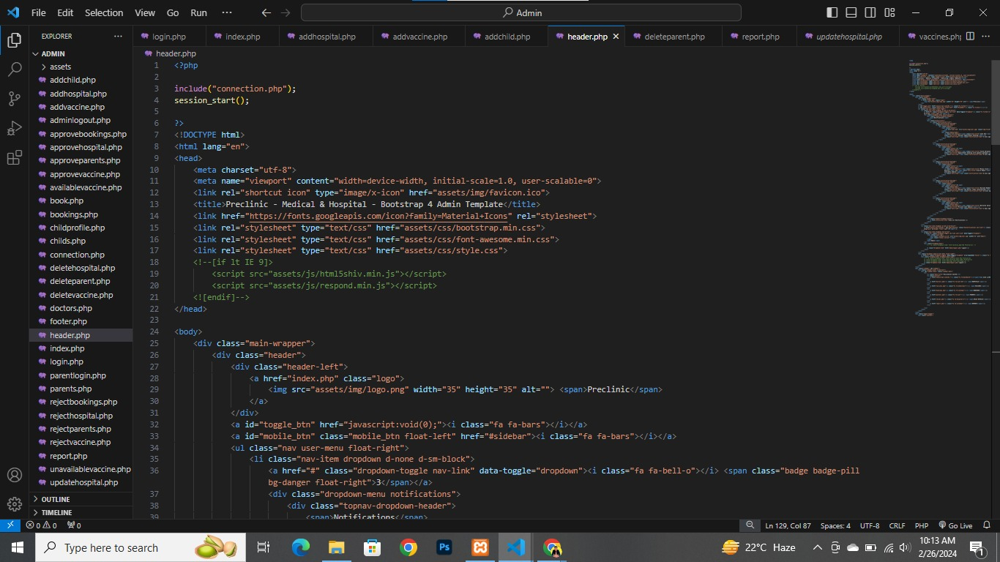 File Edit Selection View Go Run ··· Admin
EXPLORER ···
login.php index.php addhospital.php addvaccine.php addchild.php header.php deleteparent.php report.php updatehospital.php vaccines.php ···
ADMIN
assets
addchild.php
addhospital.php
addvaccine.php
adminlogout.php
approvebookings.php
approvehospital.php
approveparents.php
approvevaccine.php
availablevaccine.php
book.php
bookings.php
childprofile.php
childs.php
connection.php
deletehospital.php
deleteparent.php
deletevaccine.php
doctors.php
footer.php
header.php
index.php
login.php
parentlogin.php
parents.php
rejectbookings.php
rejecthospital.php
rejectparents.php
rejectvaccine.php
report.php
unavailablevaccine.php
updatehospital.php
OUTLINE
TIMELINE
header.php
1 <?php
2
3 include("connection.php");
4 session_start();
5
6 ?>
7 <!DOCTYPE html>
8 <html lang="en">
9 <head>
10 <meta charset="utf-8">
11 <meta name="viewport" content="width=device-width, initial-scale=1.0, user-scalable=0">
12 <link rel="shortcut icon" type="image/x-icon" href="assets/img/favicon.ico">
13 <title>Preclinic - Medical & Hospital - Bootstrap 4 Admin Template</title>
14 <link href="https://fonts.googleapis.com/icon?family=Material+Icons" rel="stylesheet">
15 <link rel="stylesheet" type="text/css" href="assets/css/bootstrap.min.css">
16 <link rel="stylesheet" type="text/css" href="assets/css/font-awesome.min.css">
17 <link rel="stylesheet" type="text/css" href="assets/css/style.css">
18 <!--[if lt IE 9]>
19 <script src="assets/js/html5shiv.min.js"></script>
20 <script src="assets/js/respond.min.js"></script>
21 <![endif]-->
22 </head>
23
24 <body>
25 <div class="main-wrapper">
26 <div class="header">
27 <div class="header-left">
28 <a href="index.php" class="logo">
29 <img src="assets/img/logo.png" width="35" height="35" alt=""> <span>Preclinic</span>
30 </a>
31 </div>
32 <a id="toggle_btn" href="javascript:void(0);"><i class="fa fa-bars"></i></a>
33 <a id="mobile_btn" class="mobile_btn float-left" href="#sidebar"><i class="fa fa-bars"></i></a>
34 <ul class="nav user-menu float-right">
35 <li class="nav-item dropdown d-none d-sm-block">
36 <a href="#" class="dropdown-toggle nav-link" data-toggle="dropdown"><i class="fa fa-bell-o"></i> <span class="badge badge-pill
bg-danger float-right">3</span></a>
37 <div class="dropdown-menu notifications">
38 <div class="topnav-dropdown-header">
39 <span>Notifications</span>
0 0 0 Ln 129, Col 87 Spaces: 4 UTF-8 CRLF PHP Go Live
Type here to search
Ps
22°C Haze
10:13 AM
2/26/2024
1